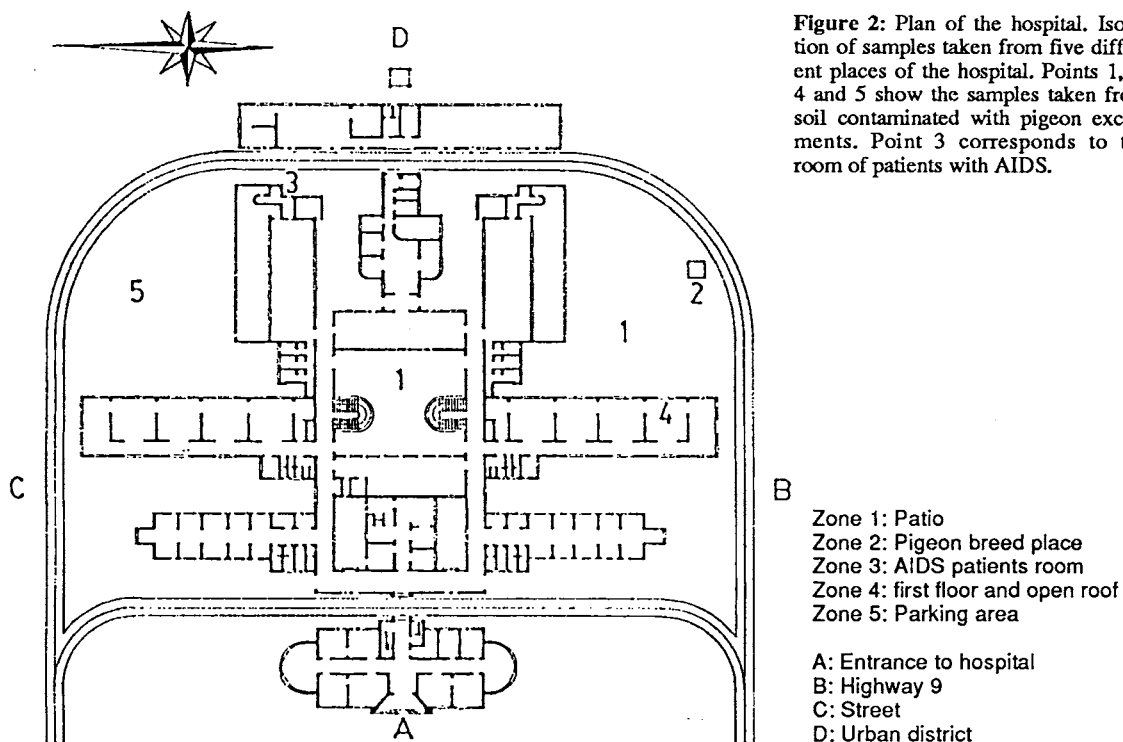 Figure 2: Plan of the hospital. Iso
tion of samples taken from five diff
ent places of the hospital. Points 1,
4 and 5 show the samples taken fr
soil contaminated with pigeon exc
ments. Point 3 corresponds to t
room of patients with AIDS.
D
3
5
2
1
1
4
C
B
A
Zone 1: Patio
Zone 2: Pigeon breed place
Zone 3: AIDS patients room
Zone 4: first floor and open roof
Zone 5: Parking area
A: Entrance to hospital
B: Highway 9
C: Street
D: Urban district